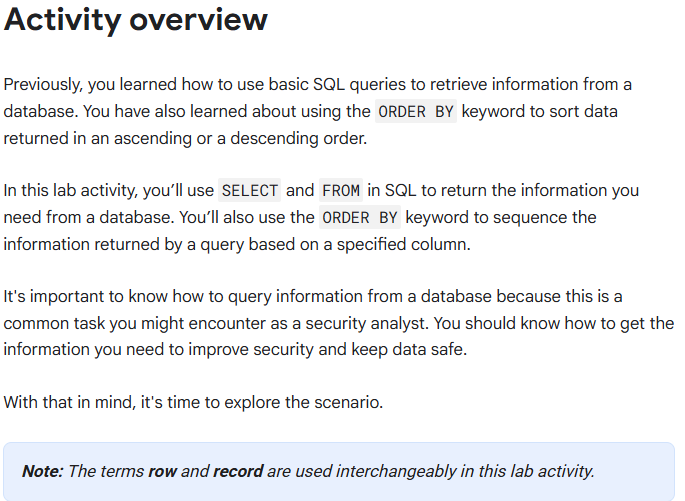 Activity overview
Previously, you learned how to use basic SQL queries to retrieve information from a
database. You have also learned about using the ORDER BY keyword to sort data
returned in an ascending or a descending order.
In this lab activity, you’ll use SELECT and FROM in SQL to return the information you
need from a database. You’ll also use the ORDER BY keyword to sequence the
information returned by a query based on a specified column.
It's important to know how to query information from a database because this is a
common task you might encounter as a security analyst. You should know how to get the
information you need to improve security and keep data safe.
With that in mind, it's time to explore the scenario.
Note: The terms row and record are used interchangeably in this lab activity.